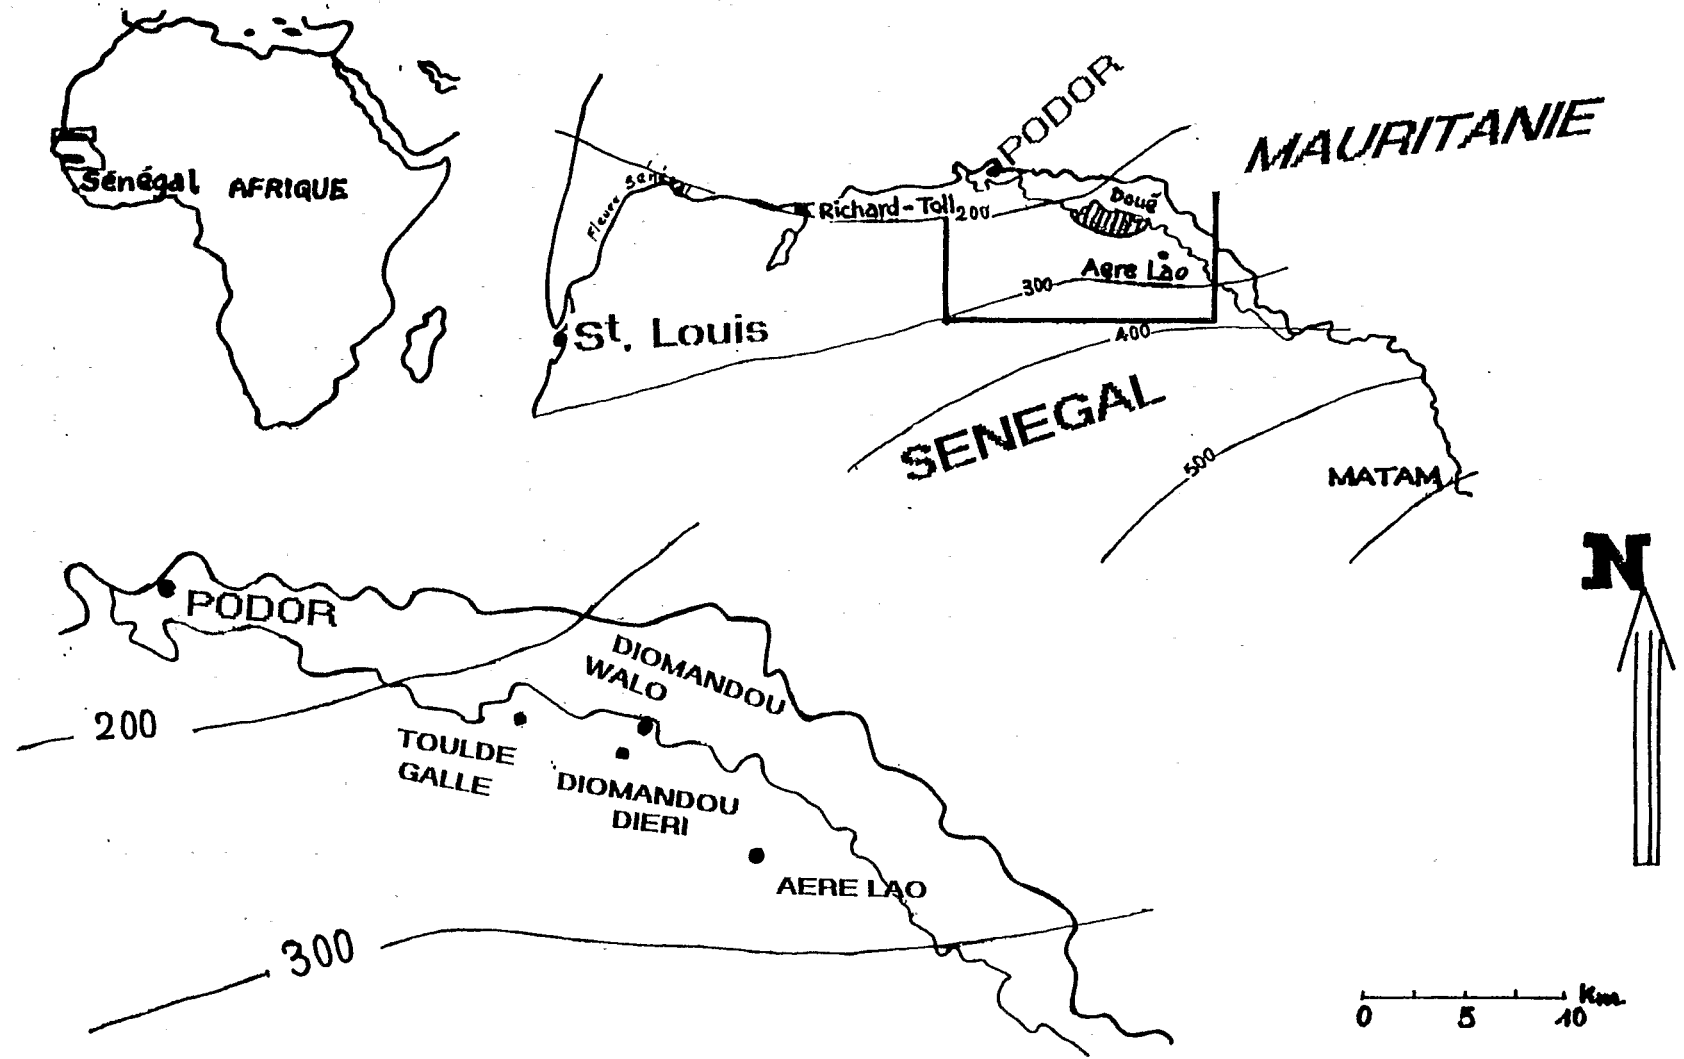 PODOR
MAURITANIE
Sénégal
AFRIQUE
Fleuve Sénégal
Richard-Toll
200
Doué
Aere Lao
300
St. Louis
400
SENEGAL
500
MATAM
N
PODOR
DIOMANDOU
WALO
200
TOULDE
GALLE
DIOMANDOU
DIERI
AERE LAO
300
km.
0 5 10